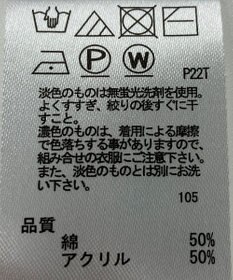 P
W
P22T
淡色のものは無蛍光洗剤を使用。
よくすすぎ、絞りの後すぐに干
すこと。
濃色のものは、着用による摩擦
で色落ちする事がありますので、
組み合せの衣服にご注意下さい。
また、淡色のものとは別にお洗
い下さい。
105
品質
綿 50%
アクリル 50%